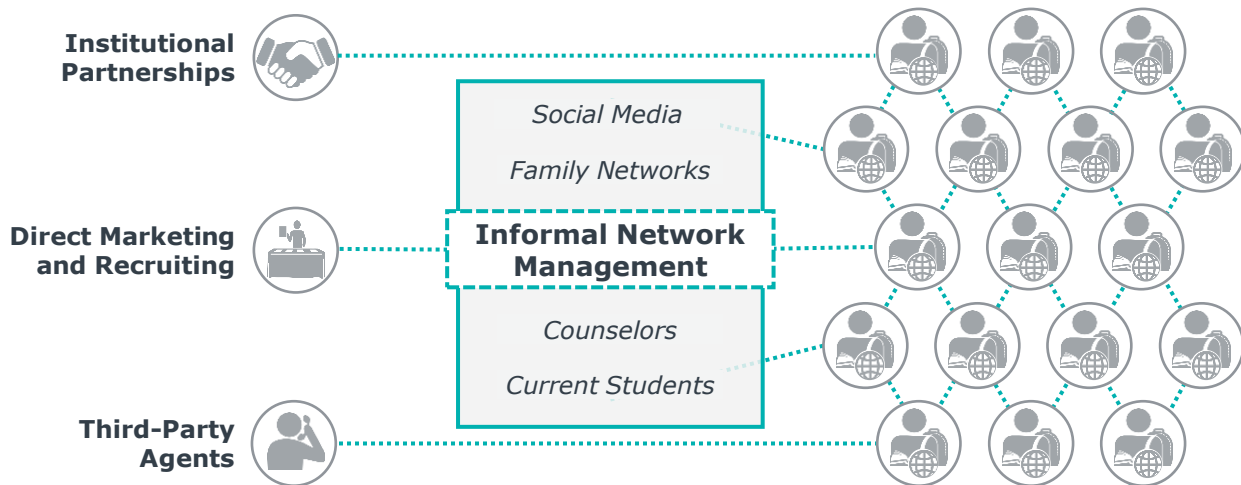 Institutional
Partnerships
Social Media
Family Networks
Direct Marketing
and Recruiting
Informal Network
Management
Counselors
Current Students
Third-Party
Agents